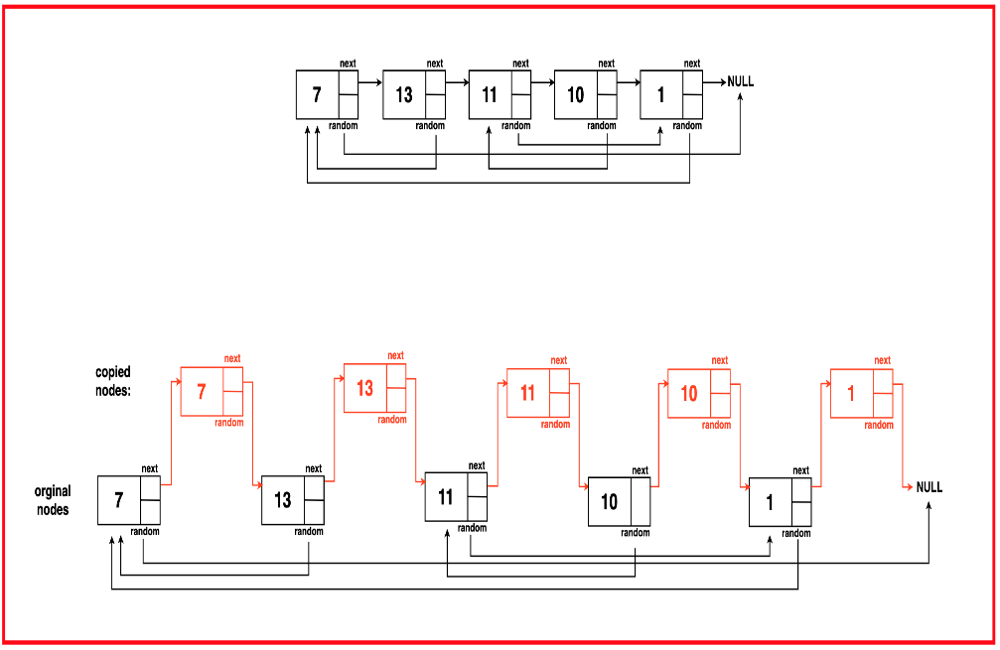 next next next next next
7 13 11 10 1 NULL
random random random random random
copied
nodes:
next next next next next
7 13 11 10 1
random random random random random
orginal
nodes
next next next next
7 13 11 10 1 NULL
random random random random random